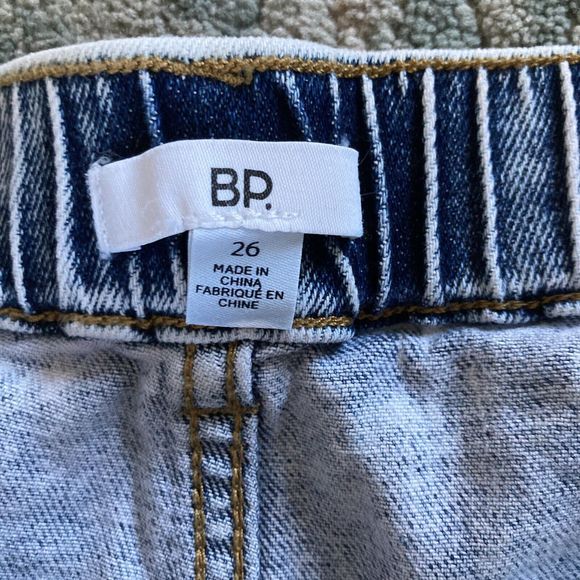 BP.
26
MADE IN
CHINA
FABRIQUÉ EN
CHINE